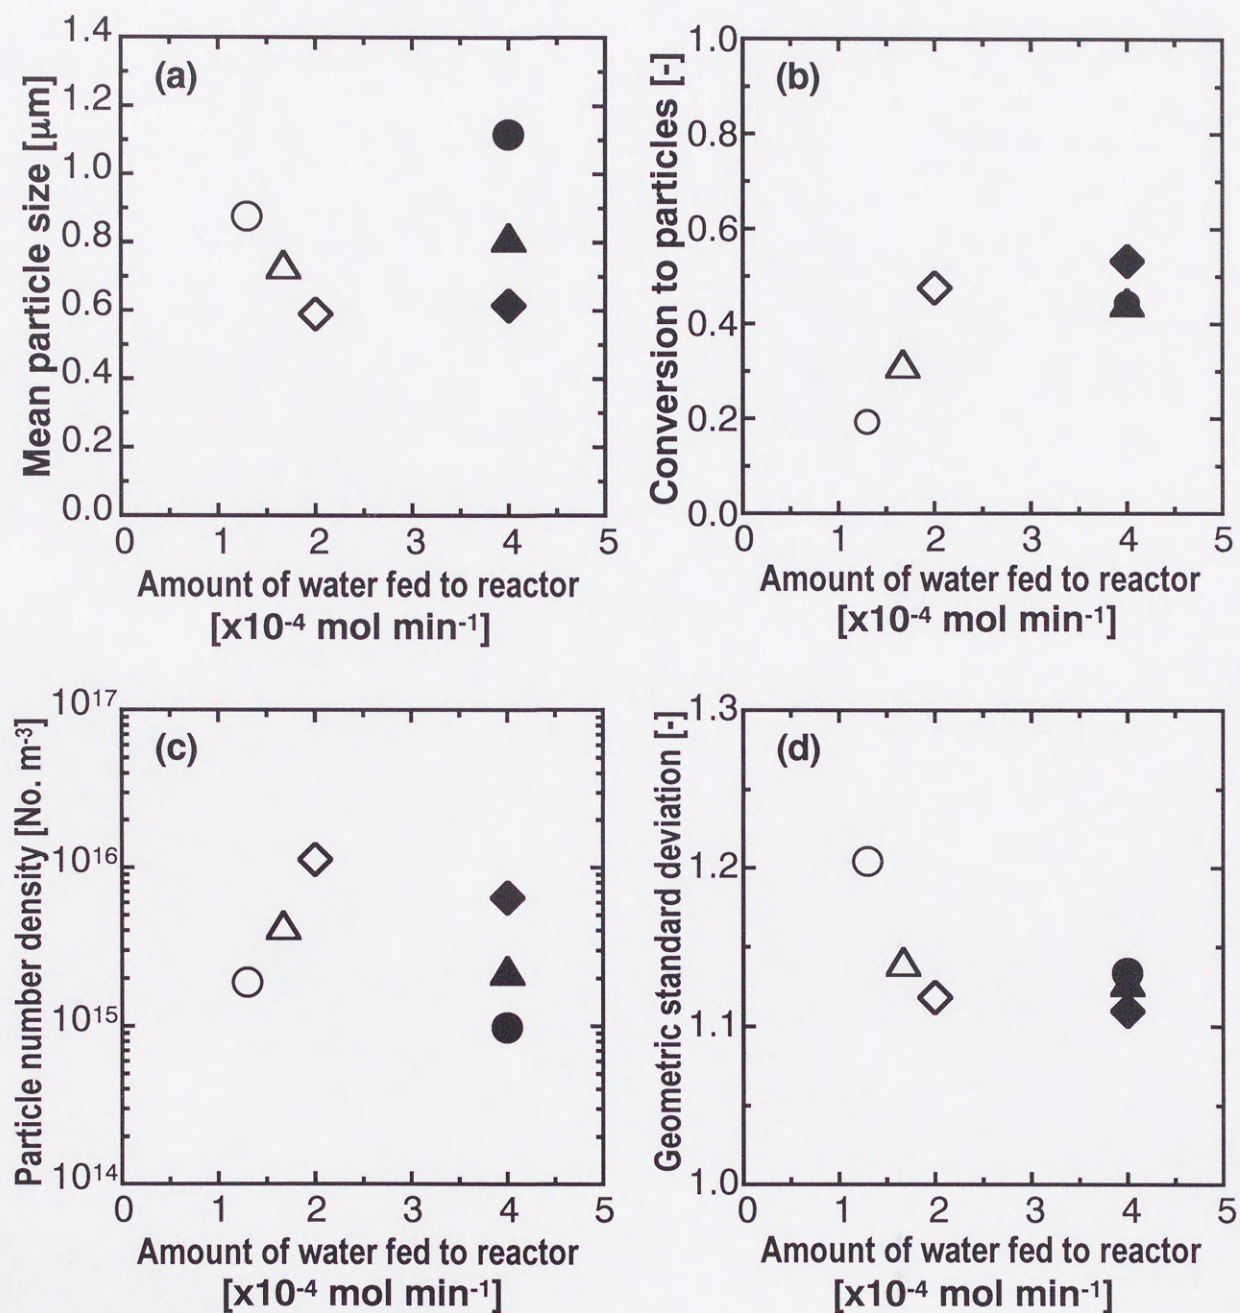 (a)
Mean particle size [μm]
1.4
1.2
1.0
0.8
0.6
0.4
0.2
0.0
0 1 2 3 4 5
Amount of water fed to reactor
[x10⁻⁴ mol min⁻¹]
(b)
Conversion to particles [-]
1.0
0.8
0.6
0.4
0.2
0.0
0 1 2 3 4 5
Amount of water fed to reactor
[x10⁻⁴ mol min⁻¹]
(c)
Particle number density [No. m⁻³]
10¹⁷
10¹⁶
10¹⁵
10¹⁴
0 1 2 3 4 5
Amount of water fed to reactor
[x10⁻⁴ mol min⁻¹]
(d)
Geometric standard deviation [-]
1.3
1.2
1.1
1.0
0 1 2 3 4 5
Amount of water fed to reactor
[x10⁻⁴ mol min⁻¹]